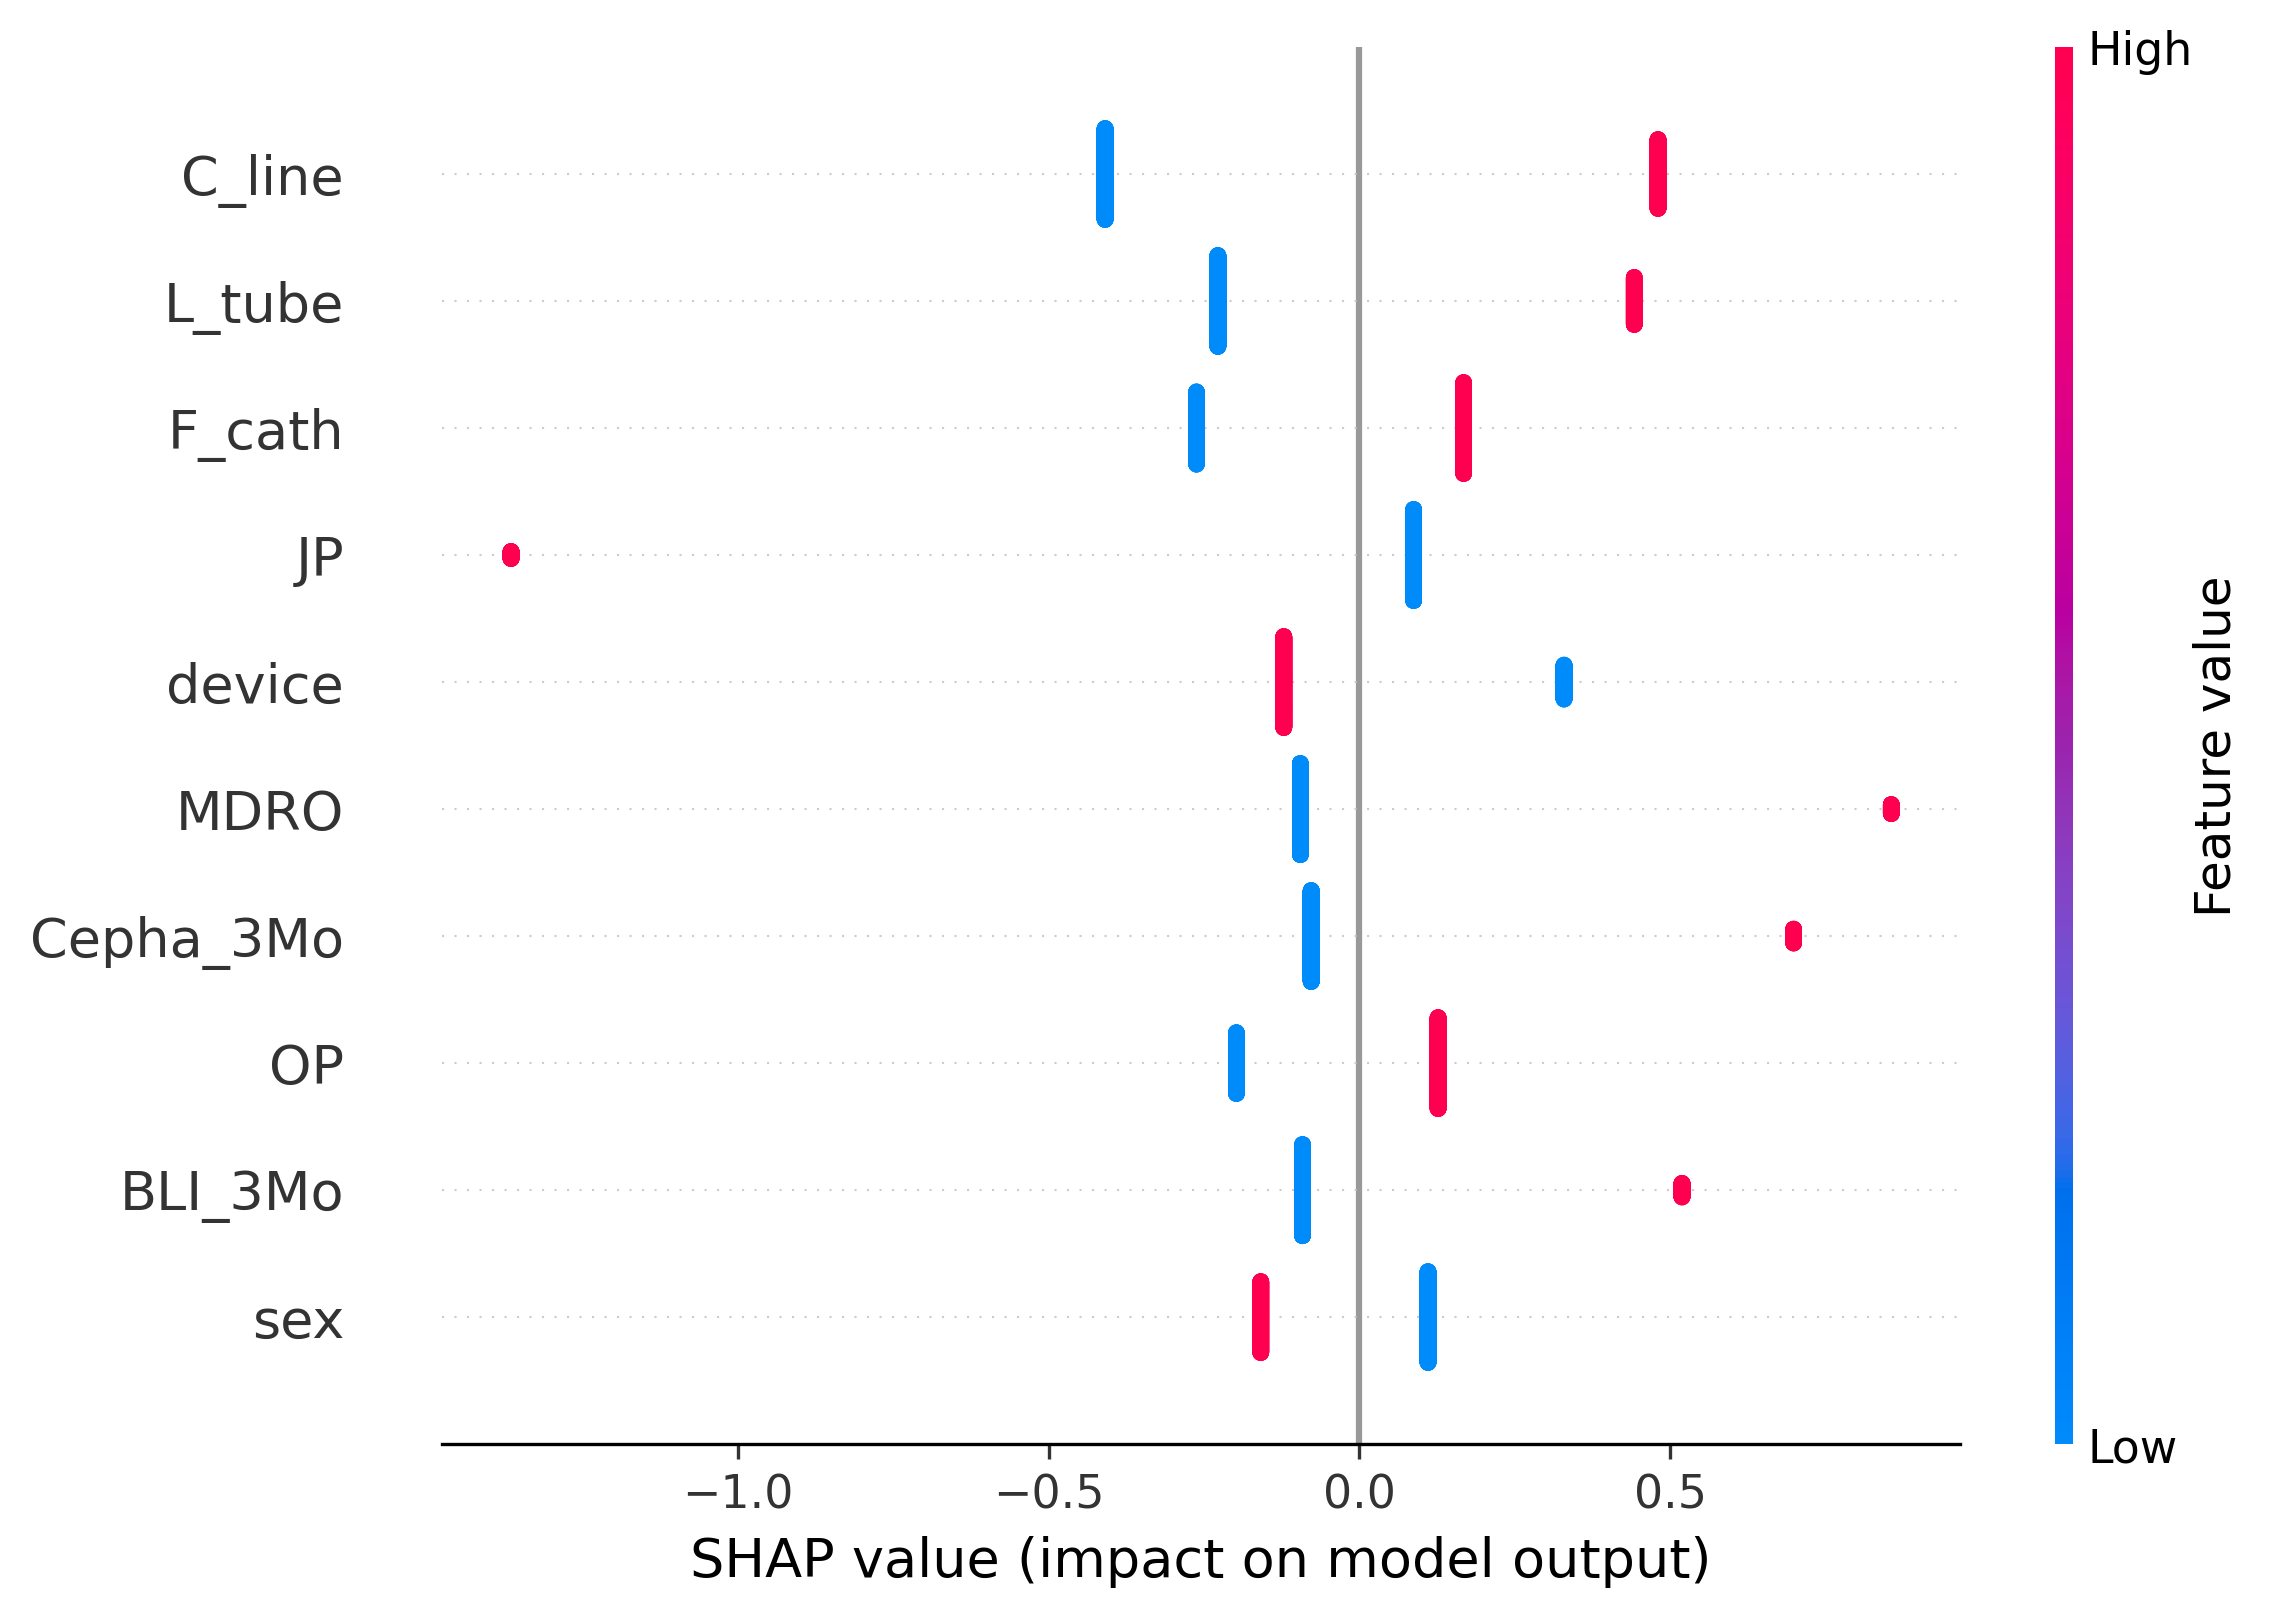 High
C_line
L_tube
F_cath
JP
device
MDRO
Cepha_3Mo
OP
BLI_3Mo
sex
Feature value
Low
−1.0 −0.5 0.0 0.5
SHAP value (impact on model output)